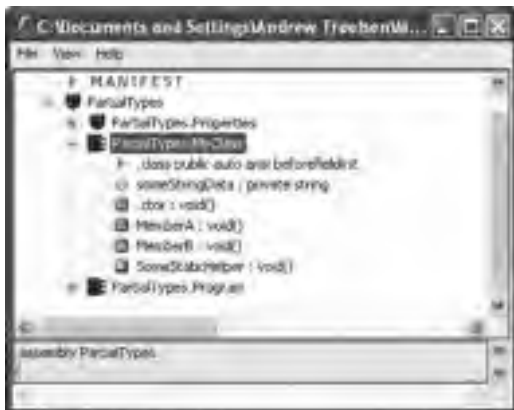 C:\Documents and Settings\Andrew Troelsen\M...
File View Help
MANIFEST
PartialTypes
PartialTypes.Properties
PartialTypes.MyClass
.class public auto ansi beforefieldinit
someStringData : private string
.ctor : void()
MemberA : void()
MemberB : void()
SomeStaticHelper : void()
PartialTypes.Program
assembly PartialTypes